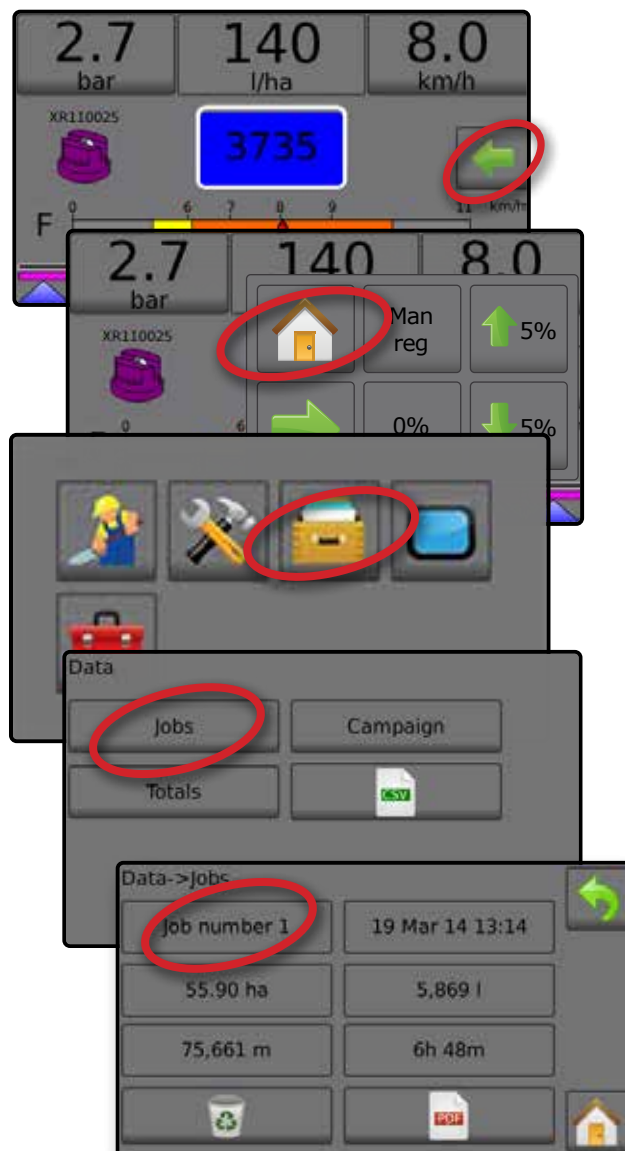 2.7 140 8.0
bar l/ha km/h
XR110025
3735
0 6 7 8 9 11 km/h
F
2.7 140 8.0
bar
XR110025
Man reg
5%
0 6
0%
5%
Data
Jobs Campaign
Totals CSV
Data->Jobs
Job number 1 19 Mar 14 13:14
55.90 ha 5,869 l
75,661 m 6h 48m
PDF